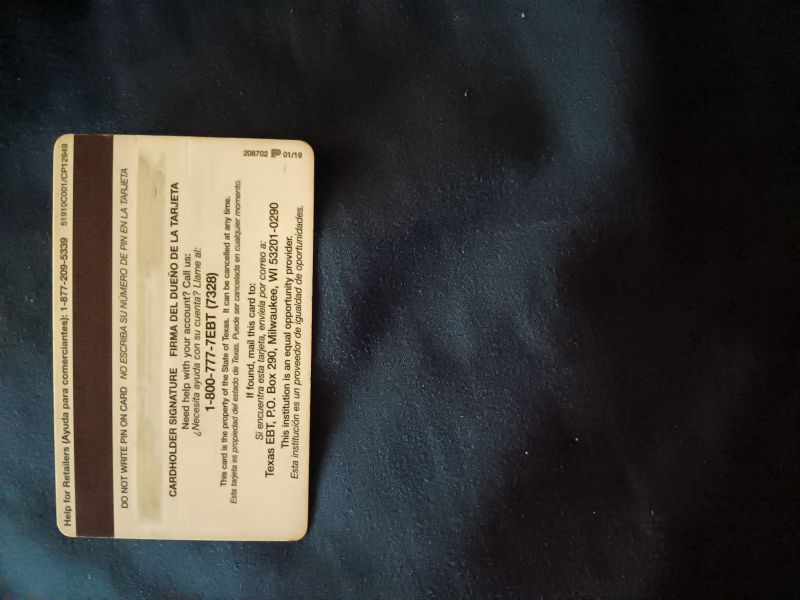 Help for Retailers (Ayuda para comerciantes): 1-877-209-5339 51910C001/CP12949
DO NOT WRITE PIN ON CARD NO ESCRIBA SU NÚMERO DE PIN EN LA TARJETA
CARDHOLDER SIGNATURE FIRMA DEL DUEÑO DE LA TARJETA
Need help with your account? Call us:
¿Necesita ayuda con su cuenta? Llame al:
1-800-777-7EBT (7328)
This card is the property of the State of Texas. It can be cancelled at any time.
Esta tarjeta es propiedad del estado de Texas. Puede ser cancelada en cualquier momento.
If found, mail this card to:
Si encuentra esta tarjeta, envíela por correo a:
Texas EBT, P.O. Box 290, Milwaukee, WI 53201-0290
This institution is an equal opportunity provider.
Esta institución es un proveedor de igualdad de oportunidades.
208702 01/19